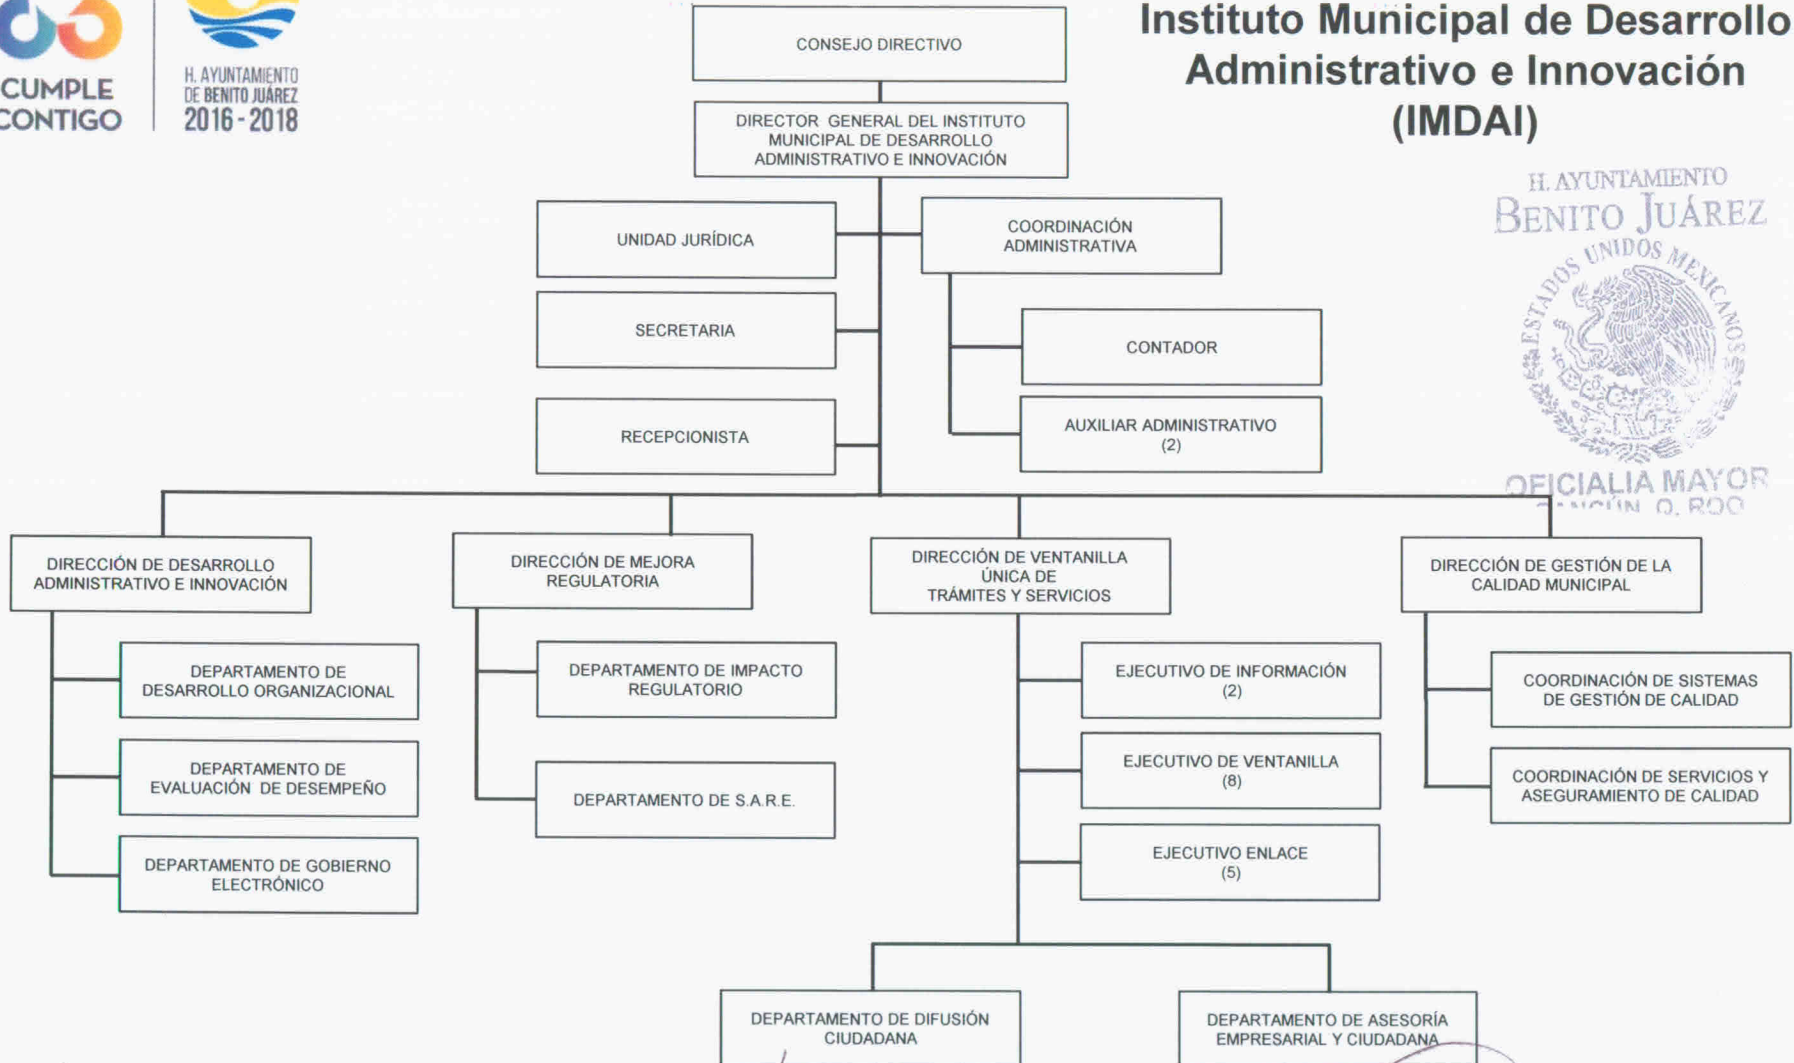 CUMPLE
CONTIGO
H. AYUNTAMIENTO
DE BENITO JUÁREZ
2016 - 2018
Instituto Municipal de Desarrollo
Administrativo e Innovación
(IMDAI)
H. AYUNTAMIENTO
BENITO JUÁREZ
ESTADOS UNIDOS MEXICANOS
OFICIALIA MAYOR
CANCÚN Q. ROO
CONSEJO DIRECTIVO
DIRECTOR GENERAL DEL INSTITUTO
MUNICIPAL DE DESARROLLO
ADMINISTRATIVO E INNOVACIÓN
UNIDAD JURÍDICA
COORDINACIÓN
ADMINISTRATIVA
SECRETARIA
CONTADOR
RECEPCIONISTA
AUXILIAR ADMINISTRATIVO
(2)
DIRECCIÓN DE DESARROLLO
ADMINISTRATIVO E INNOVACIÓN
DEPARTAMENTO DE
DESARROLLO ORGANIZACIONAL
DEPARTAMENTO DE
EVALUACIÓN DE DESEMPEÑO
DEPARTAMENTO DE GOBIERNO
ELECTRÓNICO
DIRECCIÓN DE MEJORA
REGULATORIA
DEPARTAMENTO DE IMPACTO
REGULATORIO
DEPARTAMENTO DE S.A.R.E.
DIRECCIÓN DE VENTANILLA
ÚNICA DE
TRÁMITES Y SERVICIOS
EJECUTIVO DE INFORMACIÓN
(2)
EJECUTIVO DE VENTANILLA
(8)
EJECUTIVO ENLACE
(5)
DEPARTAMENTO DE DIFUSIÓN
CIUDADANA
DEPARTAMENTO DE ASESORÍA
EMPRESARIAL Y CIUDADANA
DIRECCIÓN DE GESTIÓN DE LA
CALIDAD MUNICIPAL
COORDINACIÓN DE SISTEMAS
DE GESTIÓN DE CALIDAD
COORDINACIÓN DE SERVICIOS Y
ASEGURAMIENTO DE CALIDAD